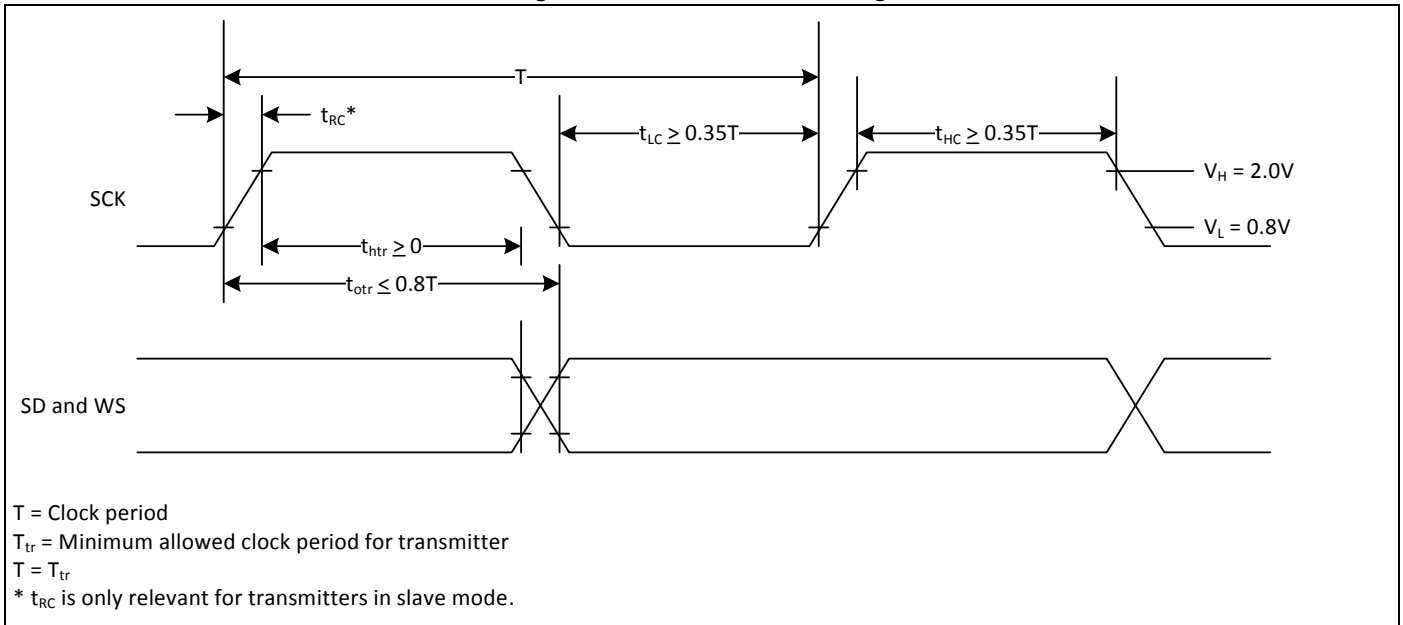 T
t_RC*
t_LC ≥ 0.35T
t_HC ≥ 0.35T
V_H = 2.0V
SCK
V_L = 0.8V
t_htr ≥ 0
t_otr ≤ 0.8T
SD and WS
T = Clock period
T_tr = Minimum allowed clock period for transmitter
T = T_tr
* t_RC is only relevant for transmitters in slave mode.